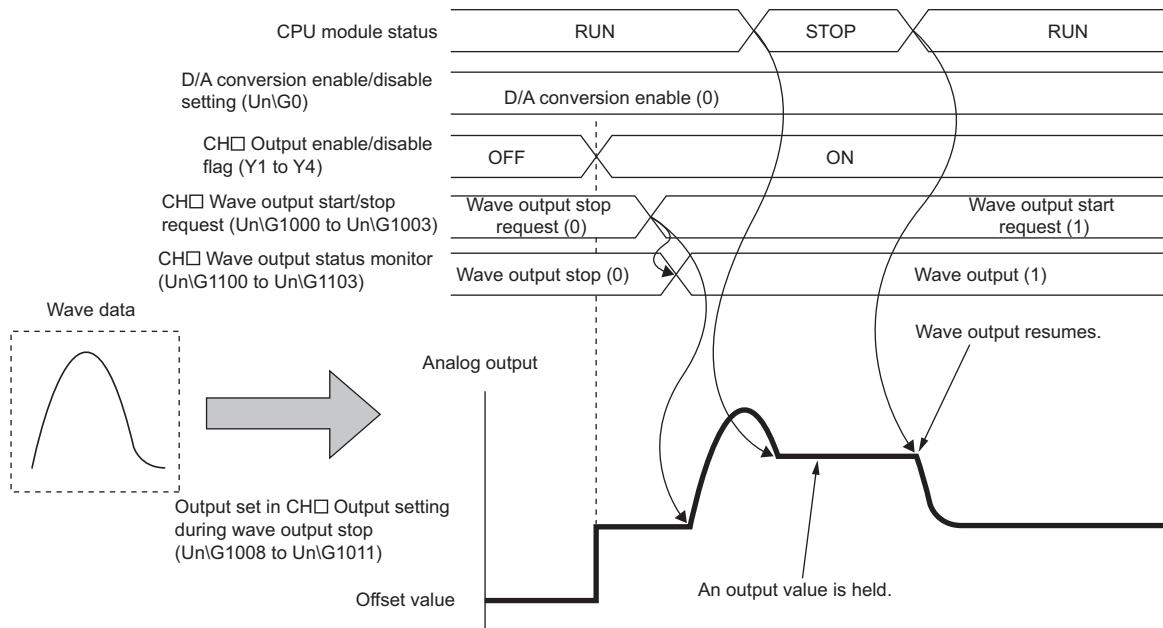 CPU module status
RUN
STOP
RUN
D/A conversion enable/disable
setting (Un\G0)
D/A conversion enable (0)
CH□ Output enable/disable
flag (Y1 to Y4)
OFF
ON
CH□ Wave output start/stop
request (Un\G1000 to Un\G1003)
Wave output stop
request (0)
Wave output start
request (1)
CH□ Wave output status monitor
(Un\G1100 to Un\G1103)
Wave output stop (0)
Wave output (1)
Wave data
Wave output resumes.
Analog output
Output set in CH□ Output setting
during wave output stop
(Un\G1008 to Un\G1011)
An output value is held.
Offset value